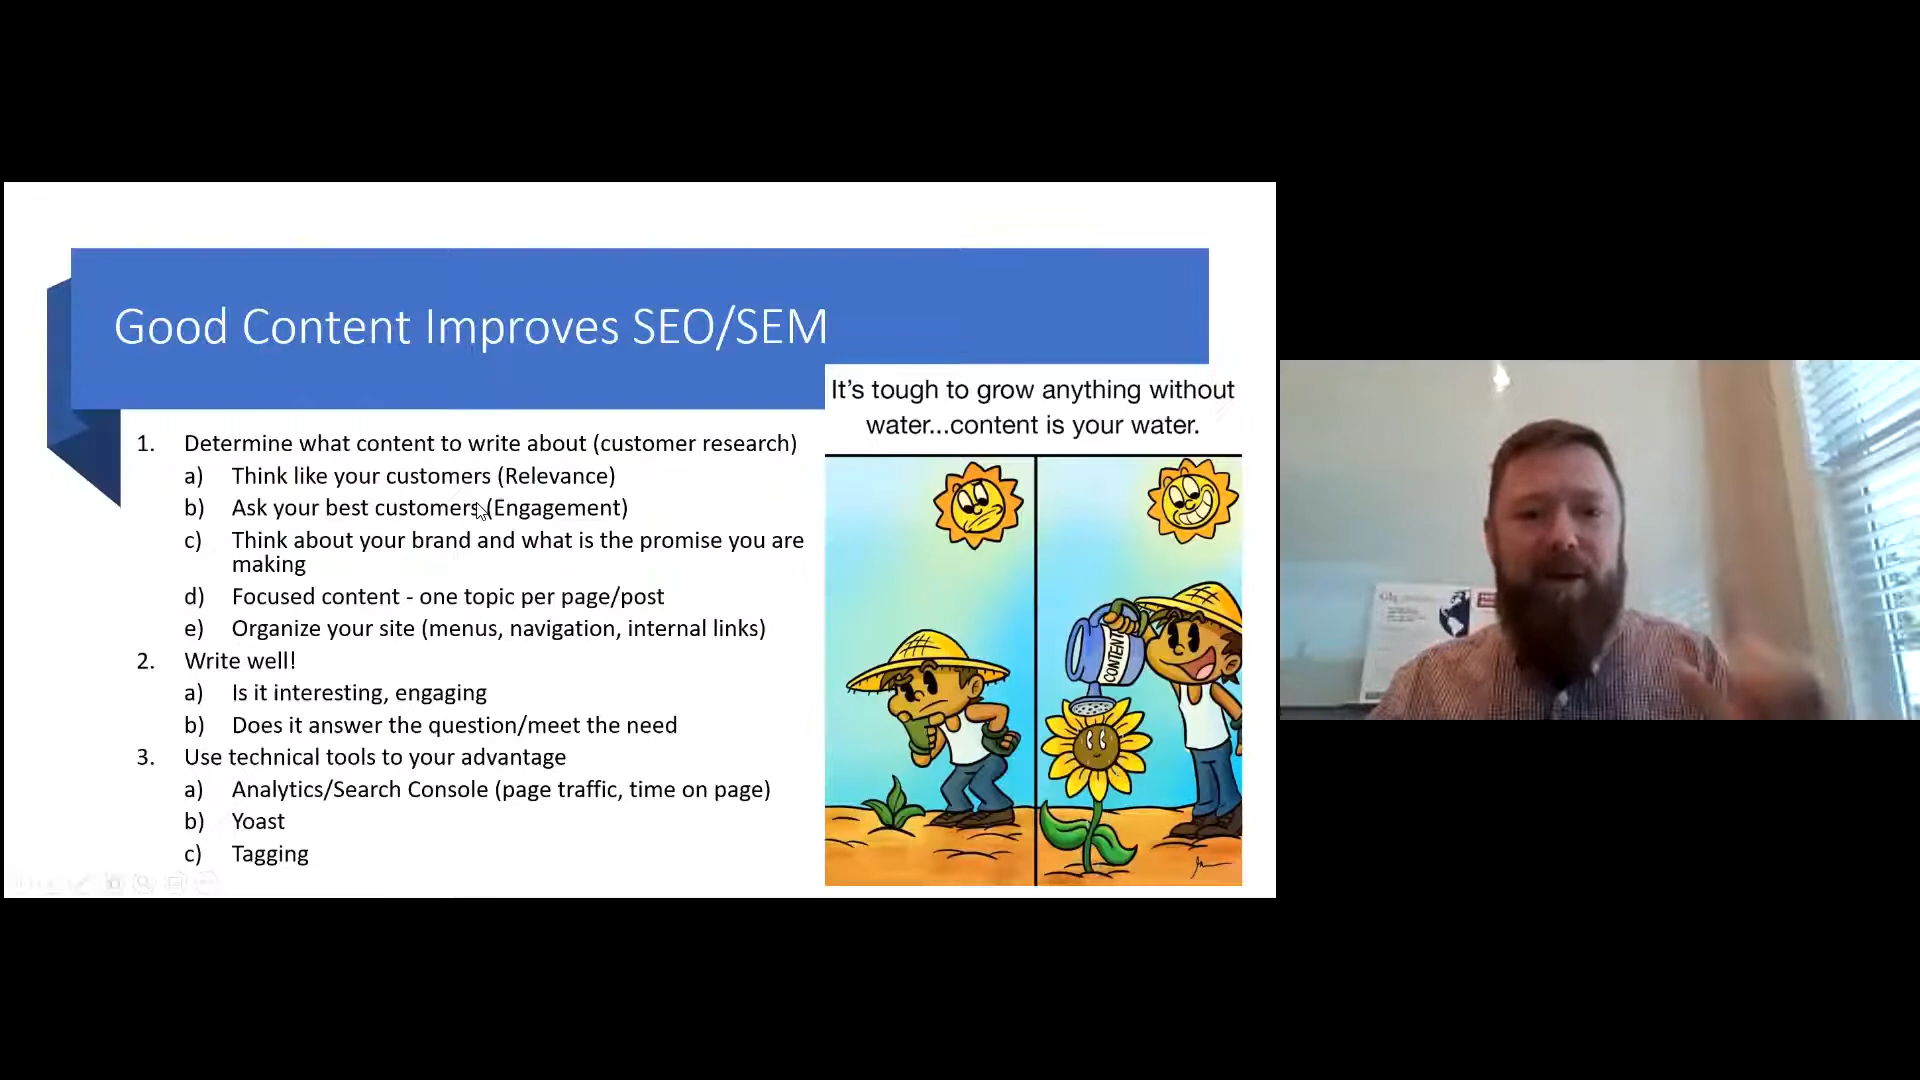 Good Content Improves SEO/SEM
It's tough to grow anything without
water...content is your water.
1. Determine what content to write about (customer research)
a) Think like your customers (Relevance)
b) Ask your best customers (Engagement)
c) Think about your brand and what is the promise you are
making
d) Focused content - one topic per page/post
e) Organize your site (menus, navigation, internal links)
2. Write well!
a) Is it interesting, engaging
b) Does it answer the question/meet the need
3. Use technical tools to your advantage
a) Analytics/Search Console (page traffic, time on page)
b) Yoast
c) Tagging
CONTENT